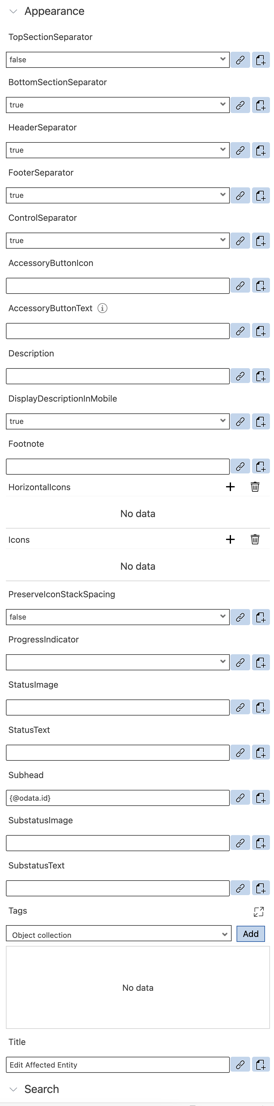 Appearance
TopSectionSeparator
false
BottomSectionSeparator
true
HeaderSeparator
true
FooterSeparator
true
ControlSeparator
true
AccessoryButtonIcon
AccessoryButtonText
Description
DisplayDescriptionInMobile
true
Footnote
HorizontalIcons
No data
Icons
No data
PreserveIconStackSpacing
false
ProgressIndicator
StatusImage
StatusText
Subhead
{@odata.id}
SubstatusImage
SubstatusText
Tags
Object collection
Add
No data
Title
Edit Affected Entity
Search